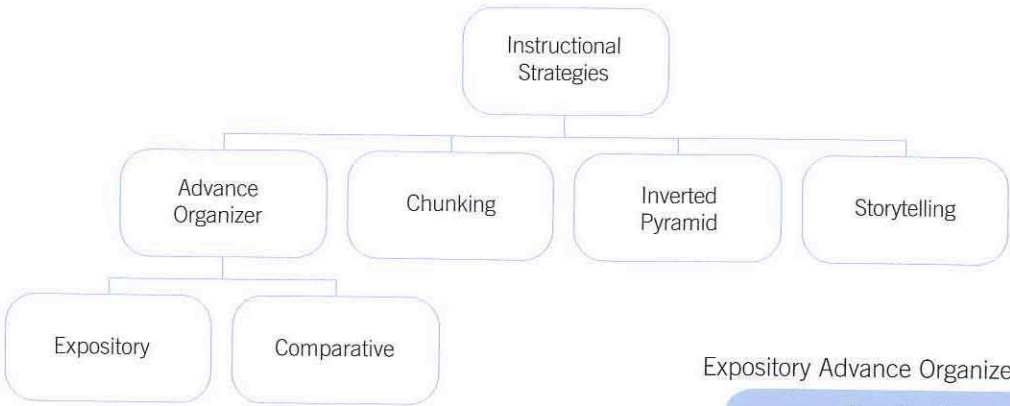 Instructional
Strategies
Advance
Organizer
Chunking
Inverted
Pyramid
Storytelling
Expository
Comparative
Expository Advance Organize